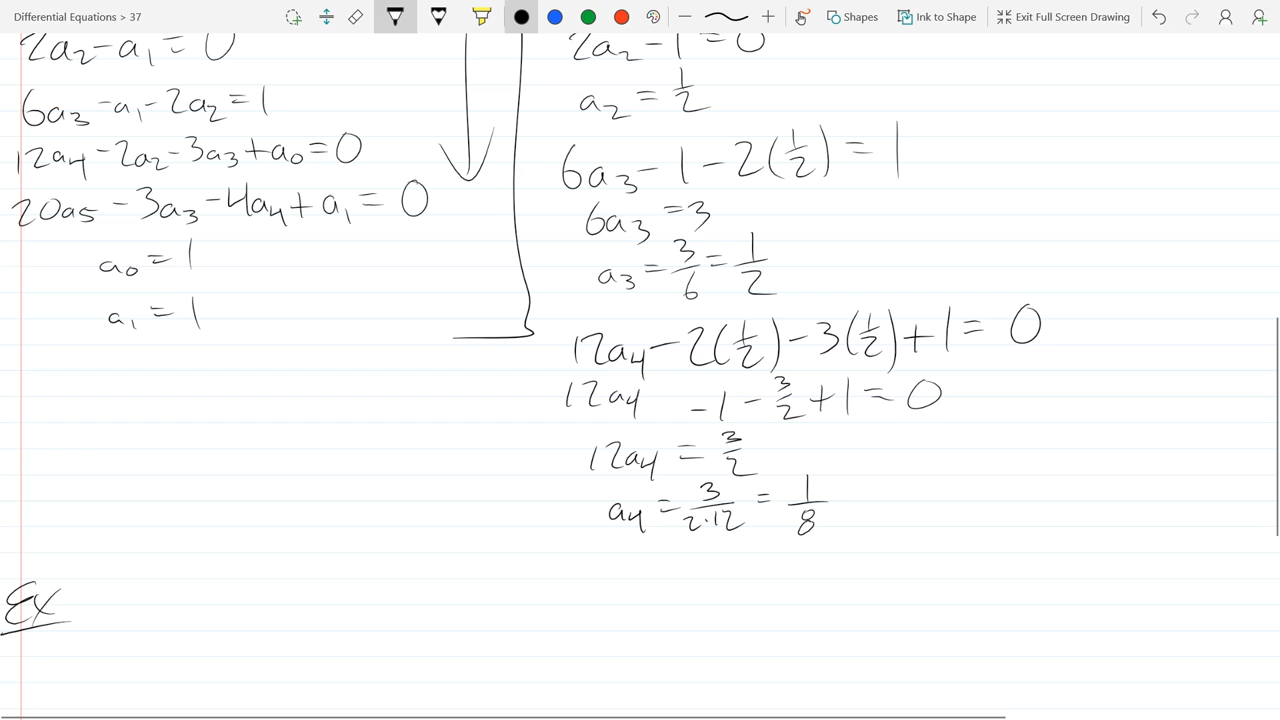 Differential Equations > 37
Shapes
Ink to Shape
Exit Full Screen Drawing
2a₂ - a₁ = 0
6a₃ - a₁ - 2a₂ = 1
12a₄ - 2a₂ - 3a₃ + a₀ = 0
20a₅ - 3a₃ - 4a₄ + a₁ = 0
a₀ = 1
a₁ = 1
2a₂ - 1 = 0
a₂ = 1/2
6a₃ - 1 - 2(1/2) = 1
6a₃ = 3
a₃ = 3/6 = 1/2
12a₄ - 2(1/2) - 3(1/2) + 1 = 0
12a₄ - 1 - 3/2 + 1 = 0
12a₄ = 3/2
a₄ = 3/2·12 = 1/8
Ex